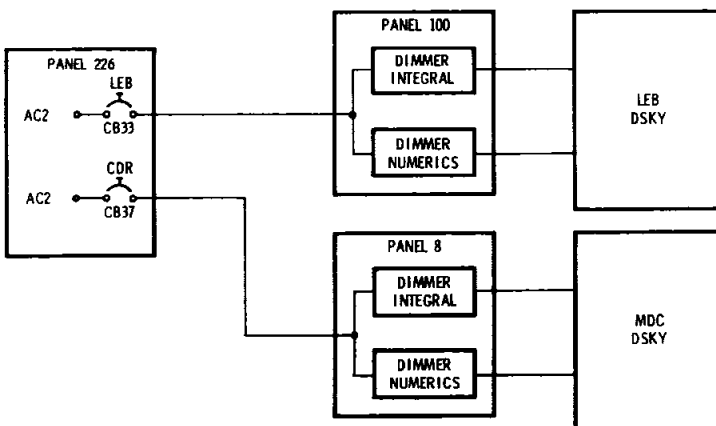 PANEL 226
LEB
AC2
CB33
CDR
AC2
CB37
PANEL 100
DIMMER
INTEGRAL
DIMMER
NUMERICS
LEB
DSKY
PANEL 8
DIMMER
INTEGRAL
DIMMER
NUMERICS
MDC
DSKY